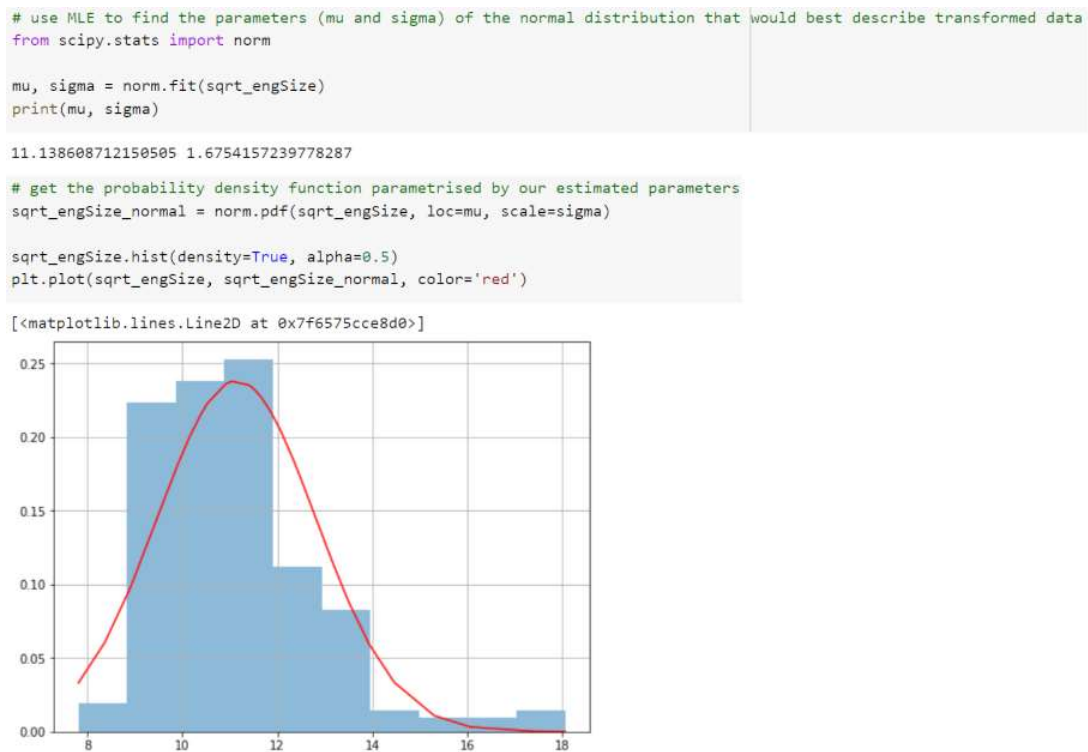 # use MLE to find the parameters (mu and sigma) of the normal distribution that would best describe transformed data
from scipy.stats import norm
mu, sigma = norm.fit(sqrt_engSize)
print(mu, sigma)
11.138608712150505 1.6754157239778287
# get the probability density function parametrised by our estimated parameters
sqrt_engSize_normal = norm.pdf(sqrt_engSize, loc=mu, scale=sigma)
sqrt_engSize.hist(density=True, alpha=0.5)
plt.plot(sqrt_engSize, sqrt_engSize_normal, color='red')
[<matplotlib.lines.Line2D at 0x7f6575cce8d0>]
0.25
0.20
0.15
0.10
0.05
0.00
8 10 12 14 16 18